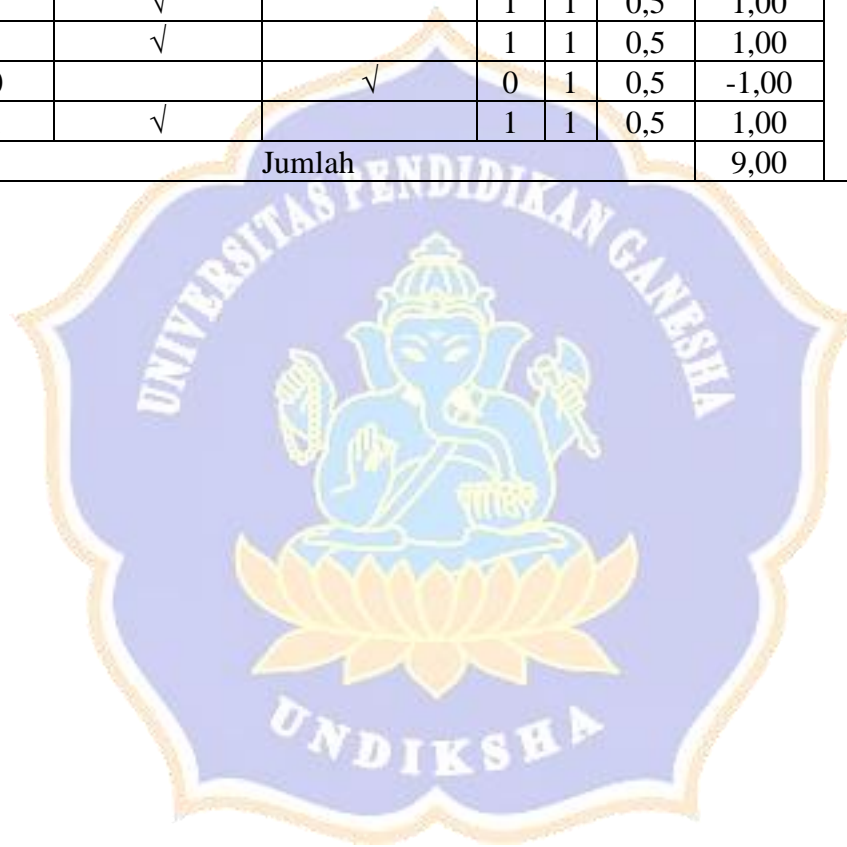 √ 1 1 0,5 1,00
√ 1 1 0,5 1,00
√ 0 1 0,5 -1,00
√ 1 1 0,5 1,00
Jumlah 9,00
UNIVERSITAS PENDIDIKAN GANESHA
UNDIKSHA